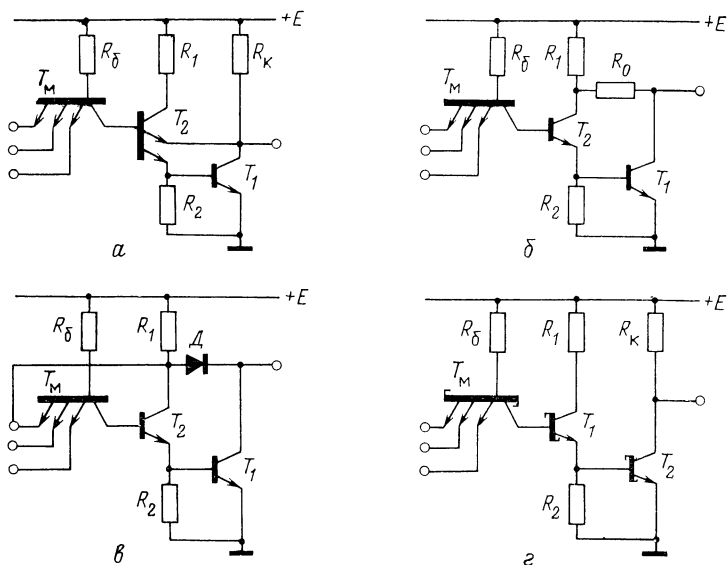 +E
R_б
R_1
R_к
T_м
T_2
T_1
R_2
а
+E
R_б
R_1
R_0
T_м
T_2
T_1
R_2
б
+E
R_б
R_1
Д
T_м
T_2
T_1
R_2
в
+E
R_б
R_1
R_к
T_м
T_1
T_2
R_2
г